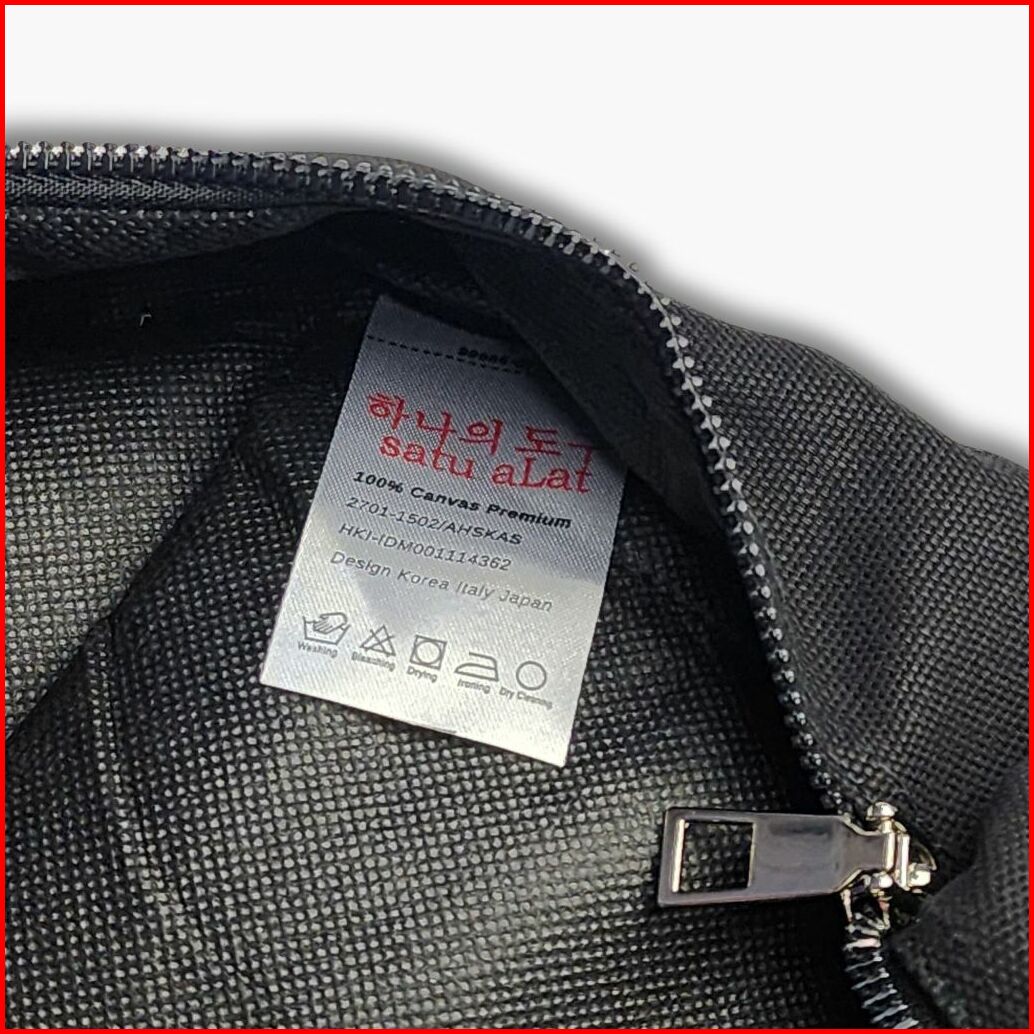 하나의 도구
satu aLat
100% Canvas Premium
2701-1502/AHSKAS
HKI-IDM001114362
Design Korea Italy Japan
Washing Bleaching Drying Ironing Dry Cleaning